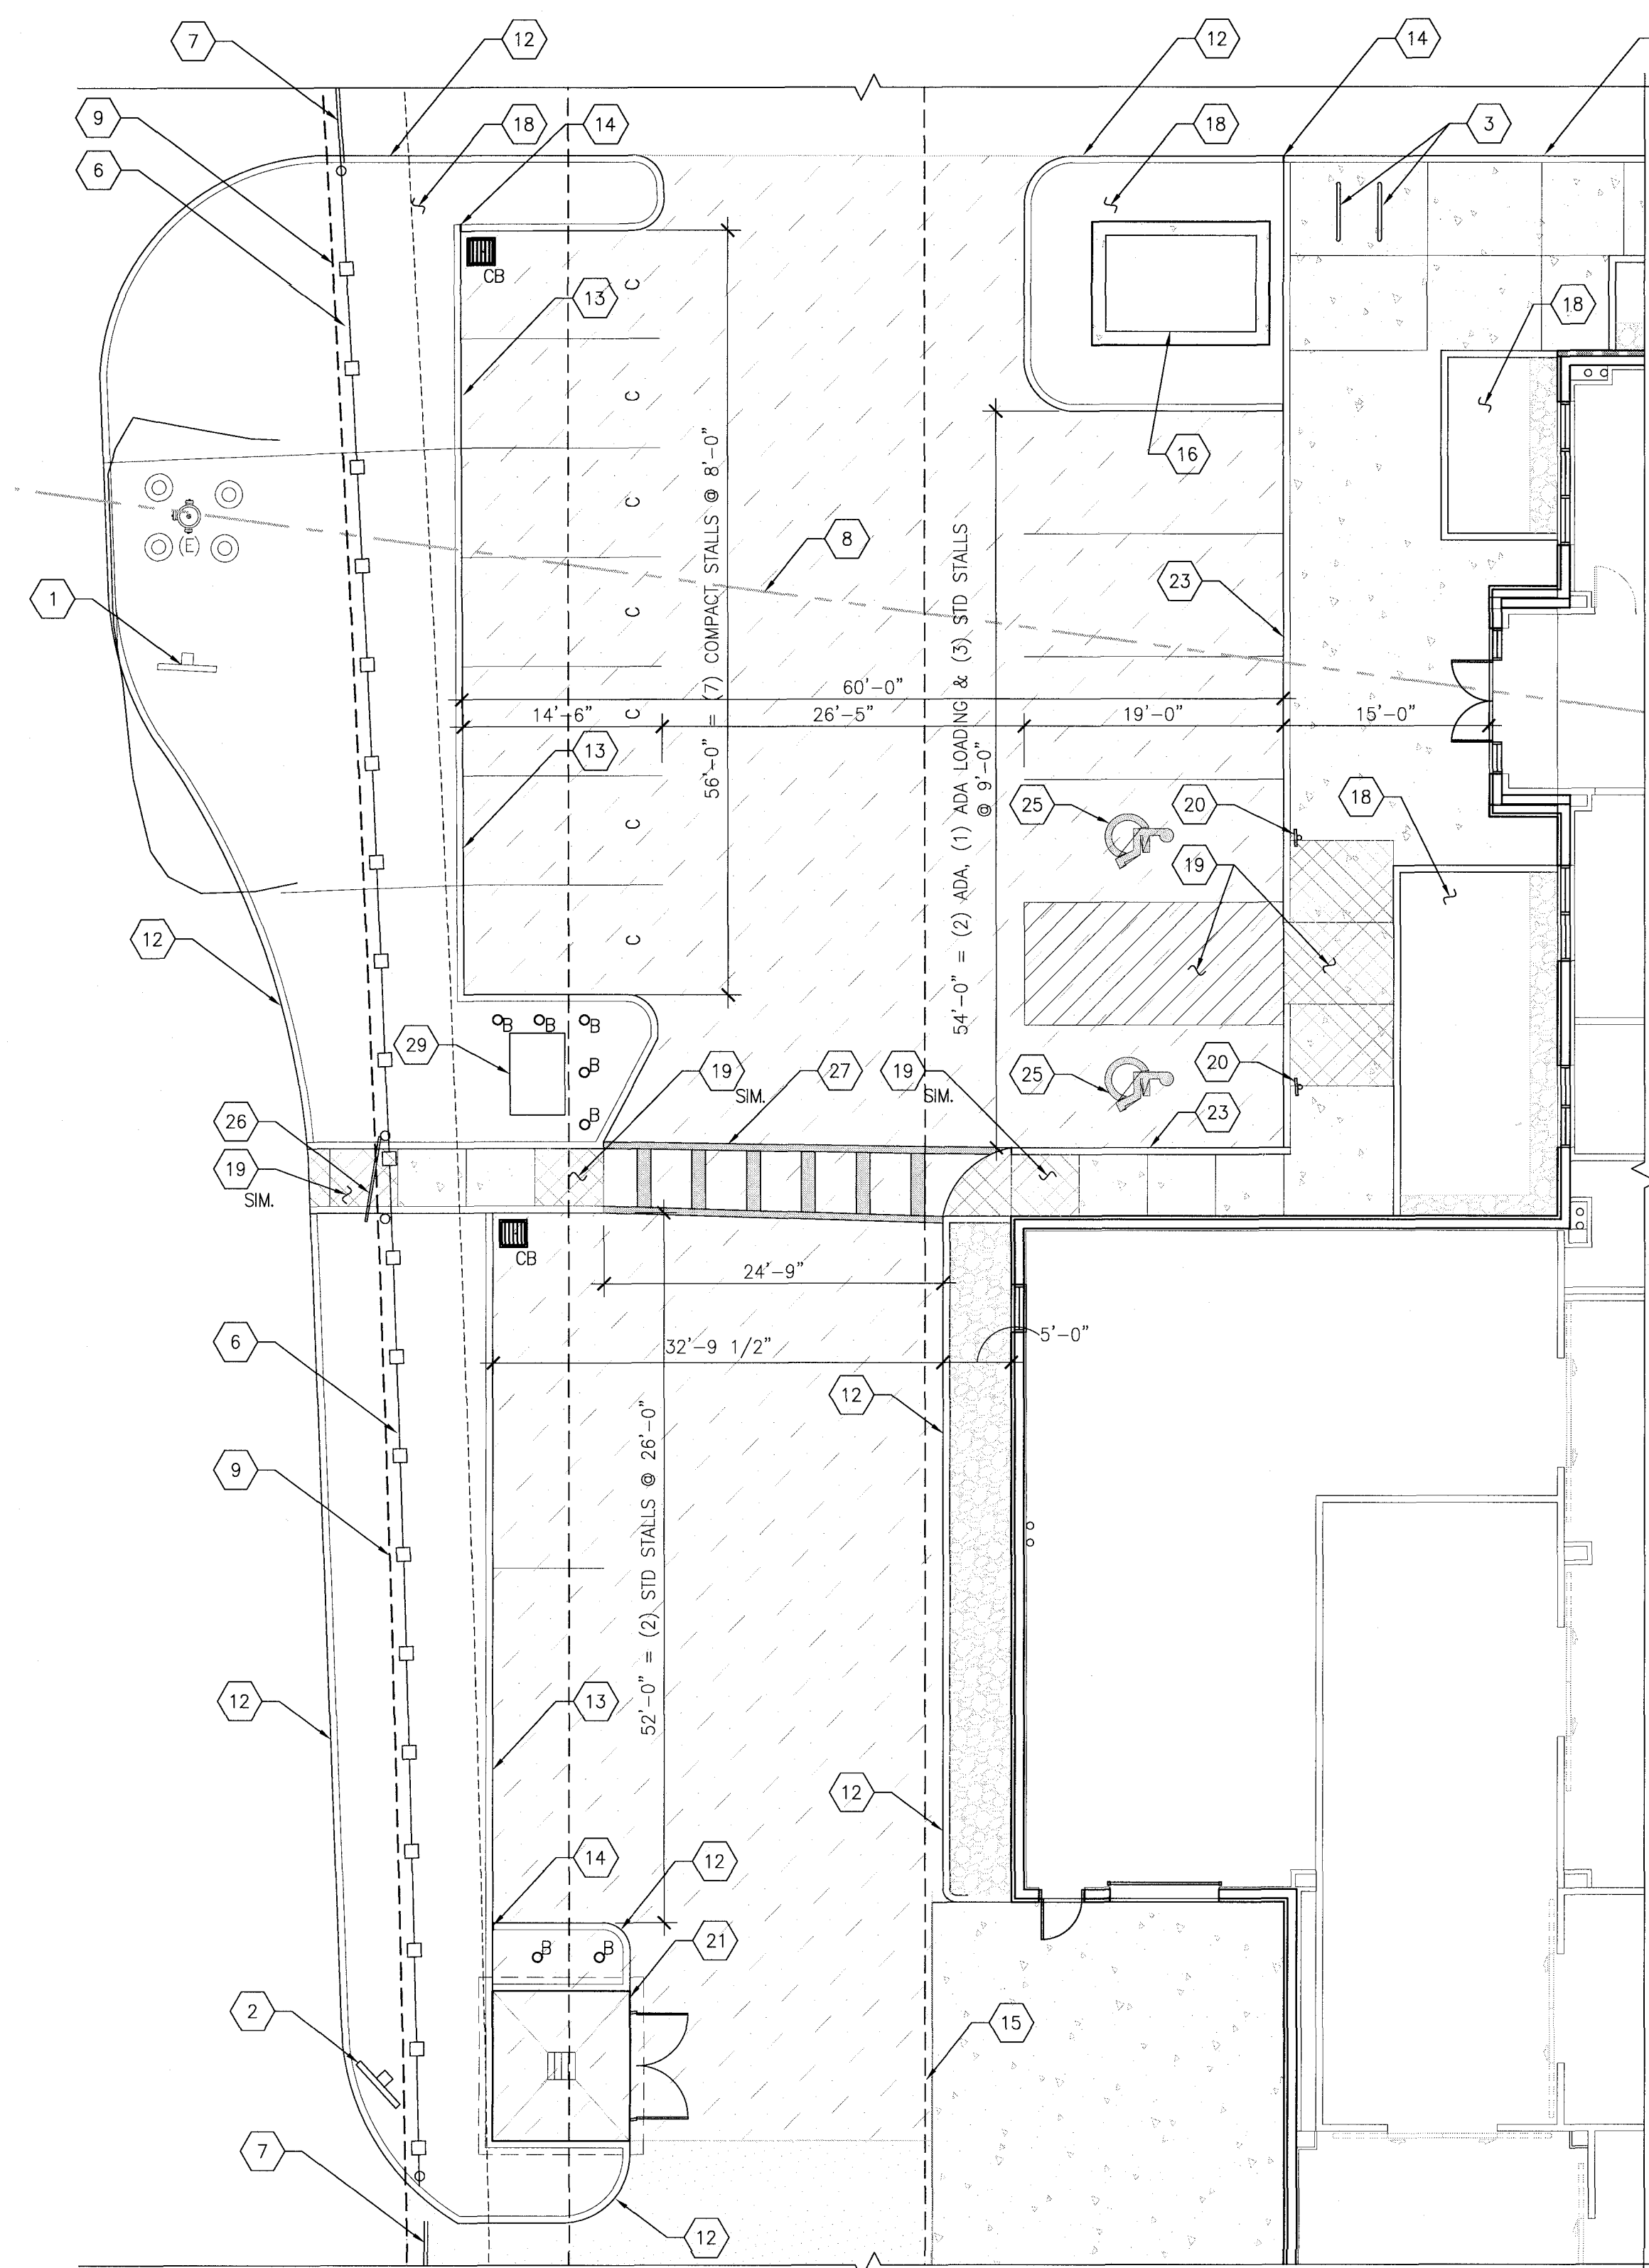 7
12
12
14
9
18
14
18
3
6
CB
13
C
18
C
16
C
8
(E)
1
C
23
56'-0" = (7) COMPACT STALLS @ 8'-0"
54'-0" = (2) ADA, (1) ADA LOADING & (3) STD STALLS
@ 9'-0"
60'-0"
14'-6"
C
26'-5"
19'-0"
15'-0"
13
25
20
18
C
19
12
C
B
B
B
29
B
19
SIM.
27
19
SIM.
25
20
B
23
26
19
SIM.
CB
24'-9"
6
32'-9 1/2"
5'-0"
12
9
52'-0" = (2) STD STALLS @ 26'-0"
12
13
12
14
12
B
B
21
2
15
7
12